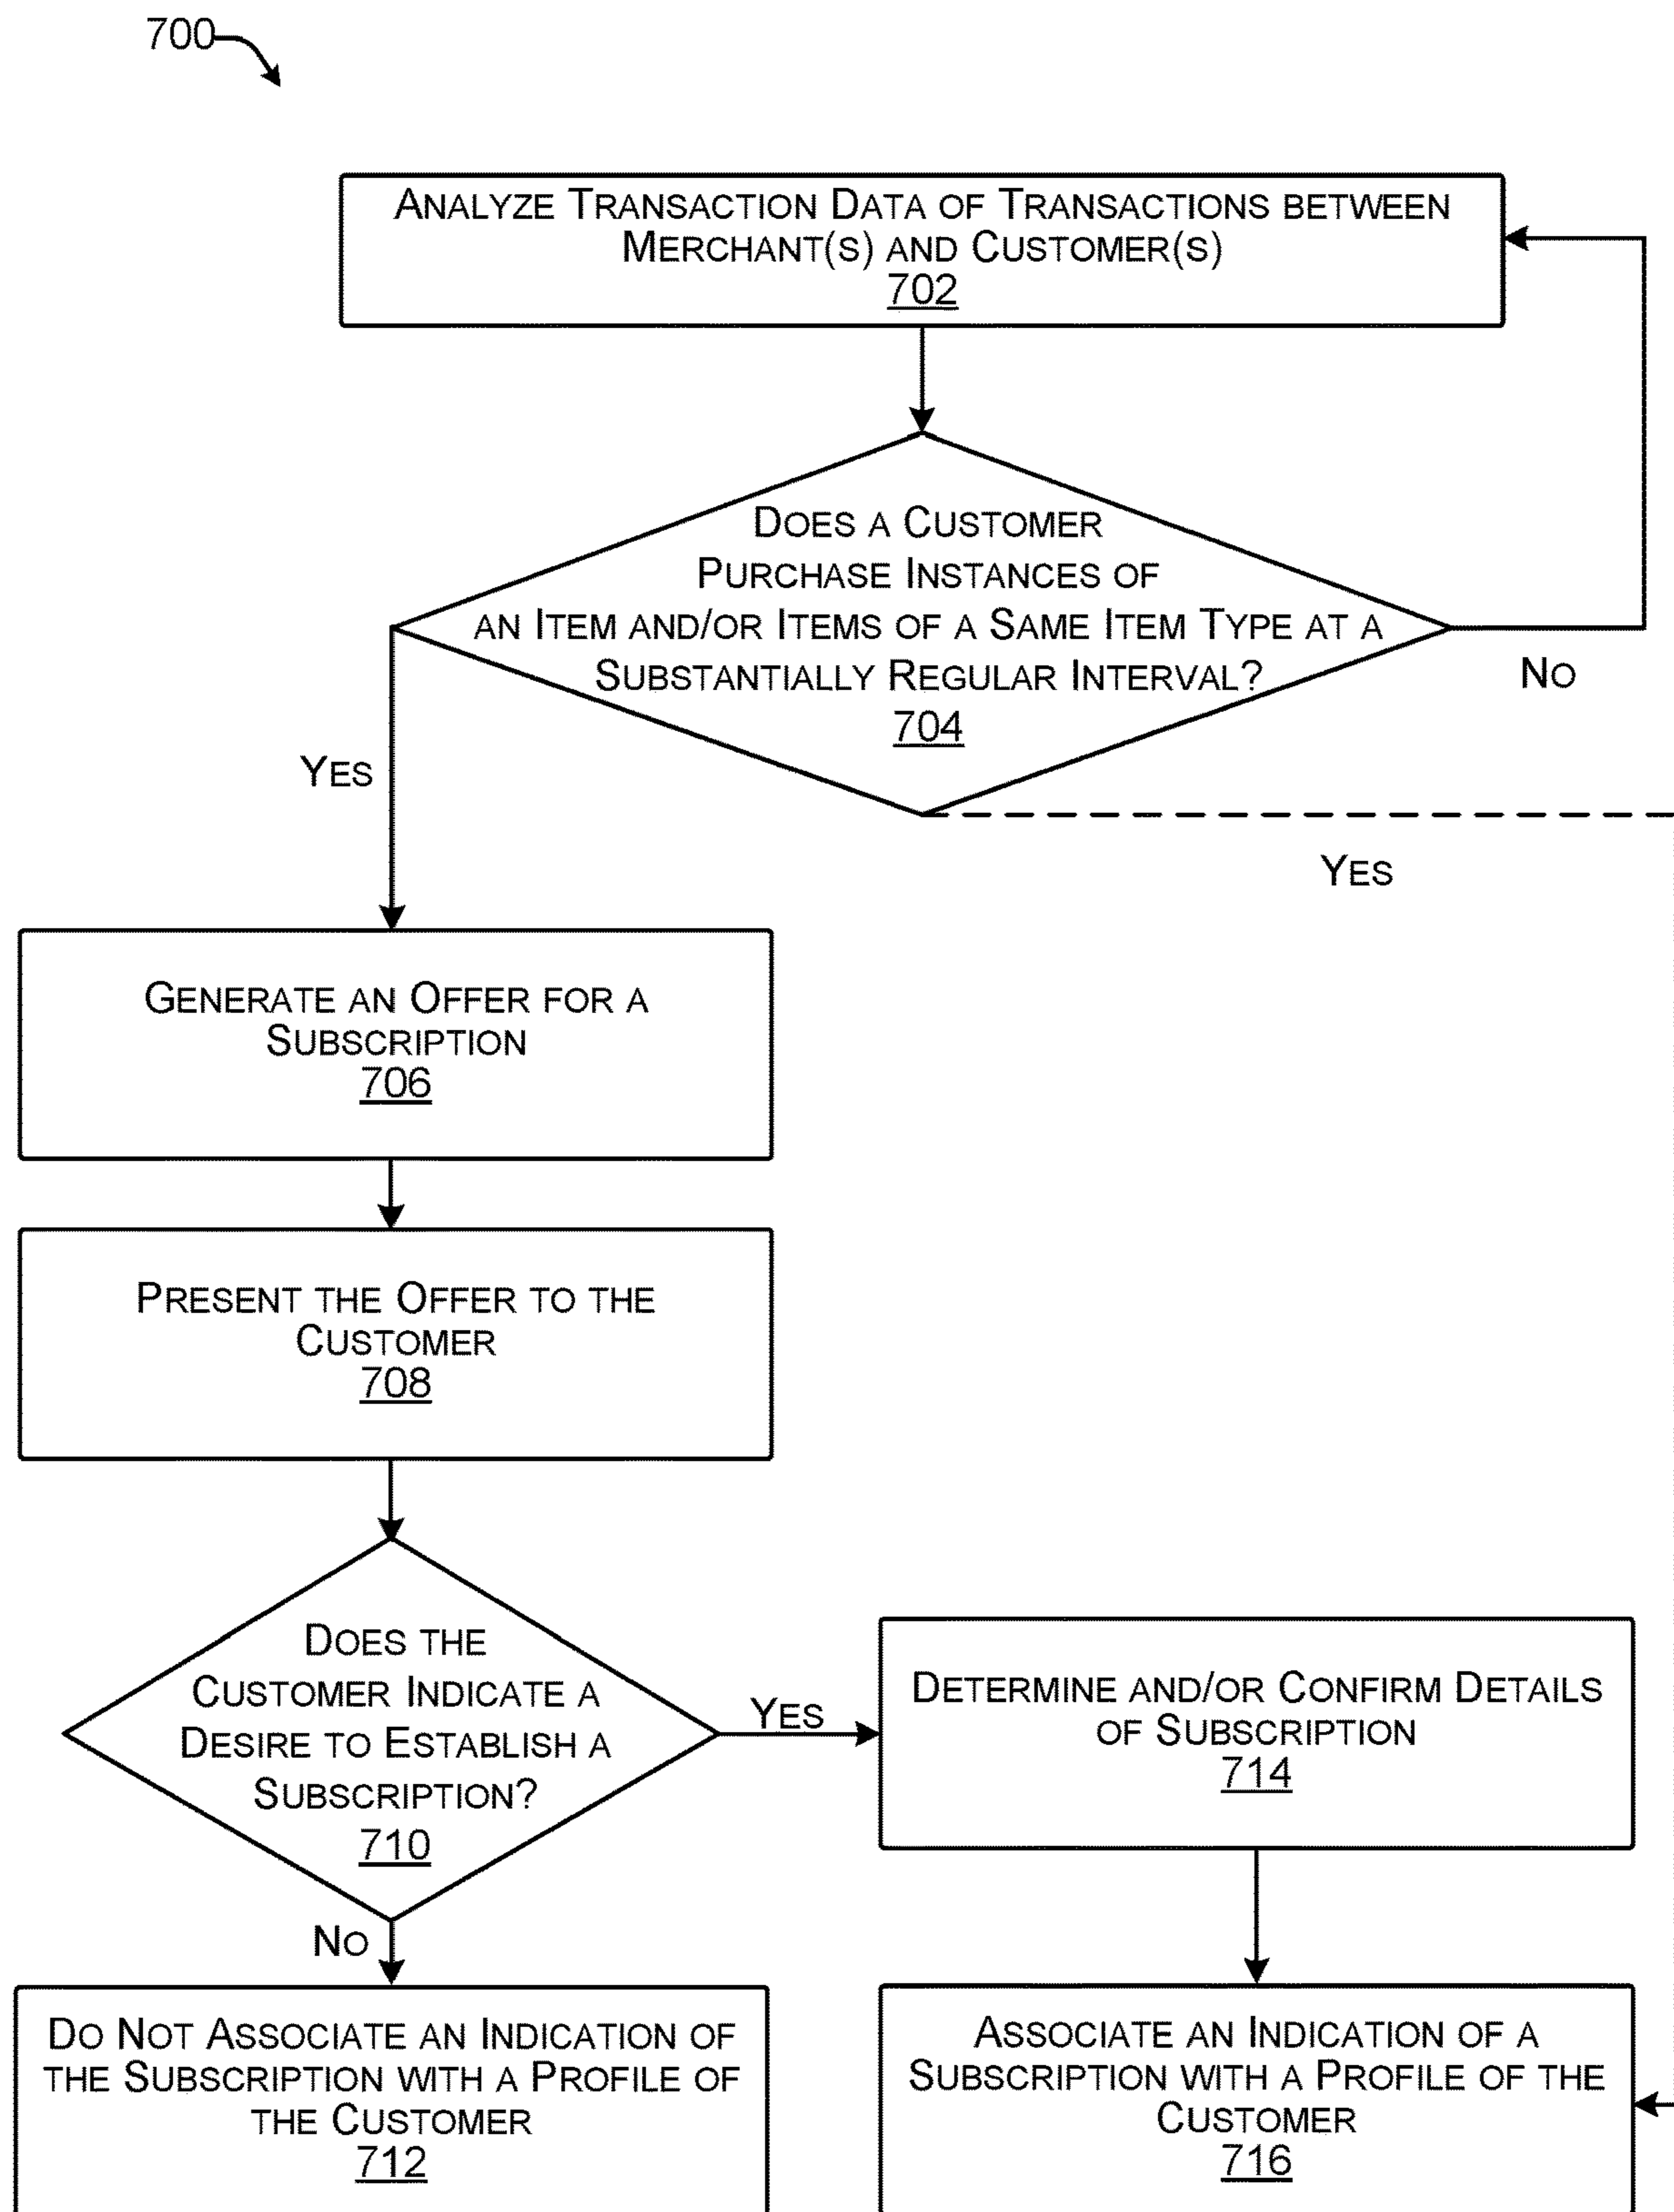 700
ANALYZE TRANSACTION DATA OF TRANSACTIONS BETWEEN
MERCHANT(S) AND CUSTOMER(S)
702
DOES A CUSTOMER
PURCHASE INSTANCES OF
AN ITEM AND/OR ITEMS OF A SAME ITEM TYPE AT A
SUBSTANTIALLY REGULAR INTERVAL?
704
NO
YES
YES
GENERATE AN OFFER FOR A
SUBSCRIPTION
706
PRESENT THE OFFER TO THE
CUSTOMER
708
DOES THE
CUSTOMER INDICATE A
DESIRE TO ESTABLISH A
SUBSCRIPTION?
710
YES
DETERMINE AND/OR CONFIRM DETAILS
OF SUBSCRIPTION
714
NO
DO NOT ASSOCIATE AN INDICATION OF
THE SUBSCRIPTION WITH A PROFILE OF
THE CUSTOMER
712
ASSOCIATE AN INDICATION OF A
SUBSCRIPTION WITH A PROFILE OF THE
CUSTOMER
716